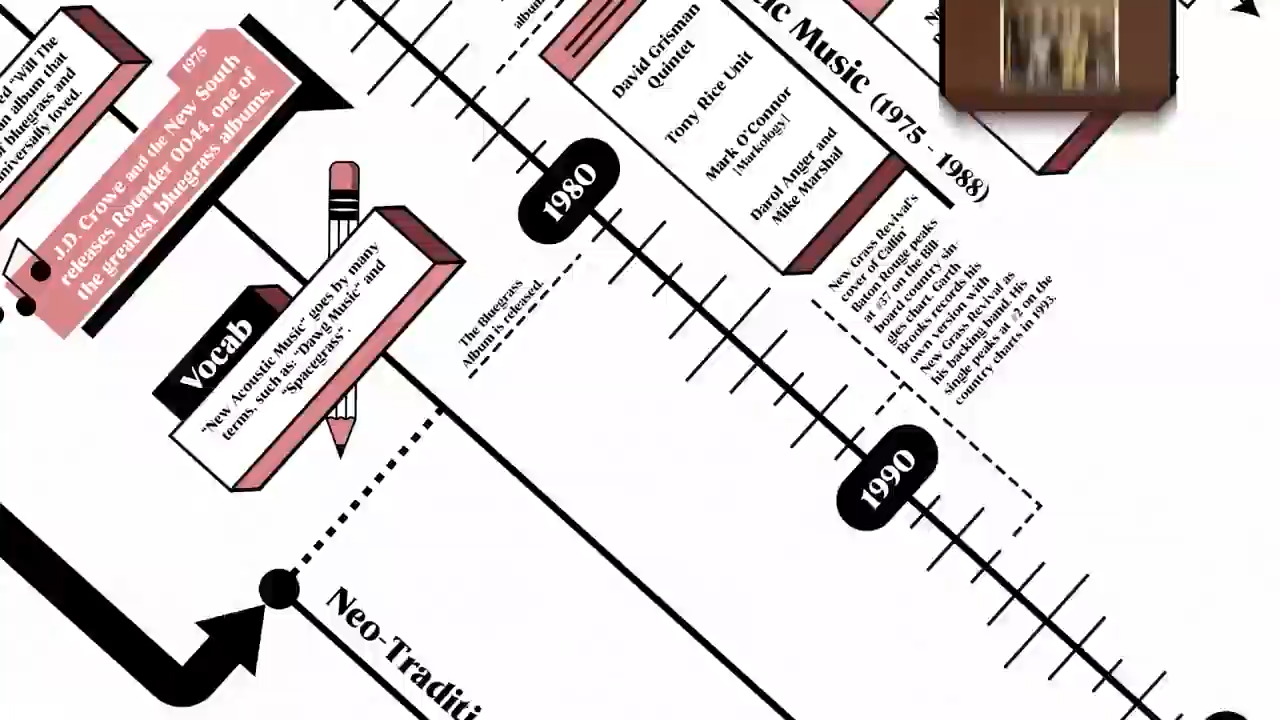 ed "Will The
n album that
f bluegrass and
niversally loved.
1975
J.D. Crowe and the New South
releases Rounder 0044, one of
the greatest bluegrass albums.
Vocab
"New Acoustic Music" goes by many
terms, such as: "Dawg Music" and
"Spacegrass".
album
The Bluegrass
Album is released.
1980
David Grisman
Quintet
Tony Rice Unit
Mark O'Connor
[Markology]
Darol Anger and
Mike Marshal
ic Music (1975 - 1988)
New Grass Revival's
cover of Callin'
Baton Rouge peaks
at #37 on the Bill-
board country sin-
gles chart. Garth
Brooks records his
own version with
New Grass Revival as
his backing band. His
single peaks at #2 on the
country charts in 1993.
1990
Neo-Traditi